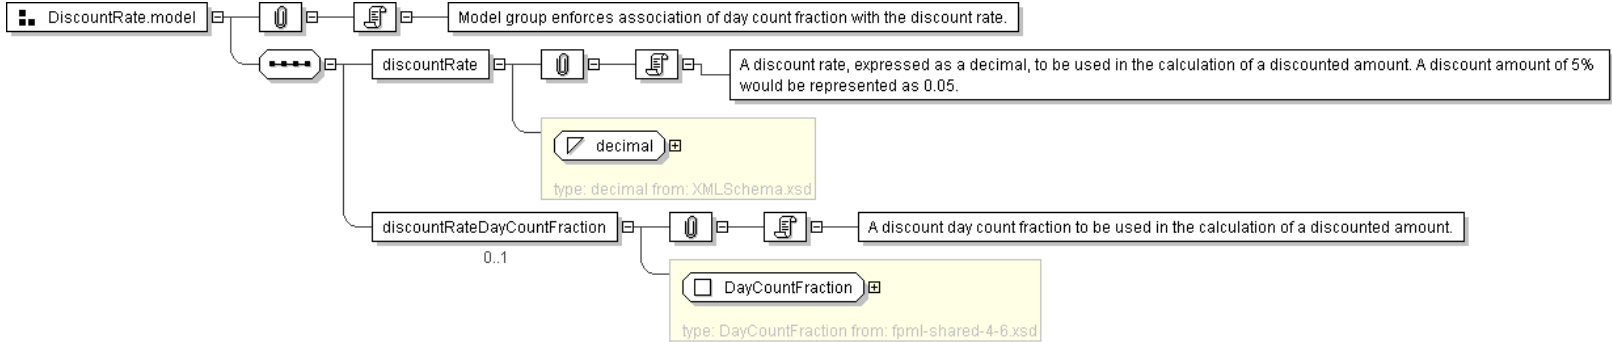 DiscountRate.model
Model group enforces association of day count fraction with the discount rate.
discountRate
A discount rate, expressed as a decimal, to be used in the calculation of a discounted amount. A discount amount of 5%
would be represented as 0.05.
decimal
type: decimal from: XMLSchema.xsd
discountRateDayCountFraction
A discount day count fraction to be used in the calculation of a discounted amount.
0..1
DayCountFraction
type: DayCountFraction from: fpml-shared-4-6.xsd